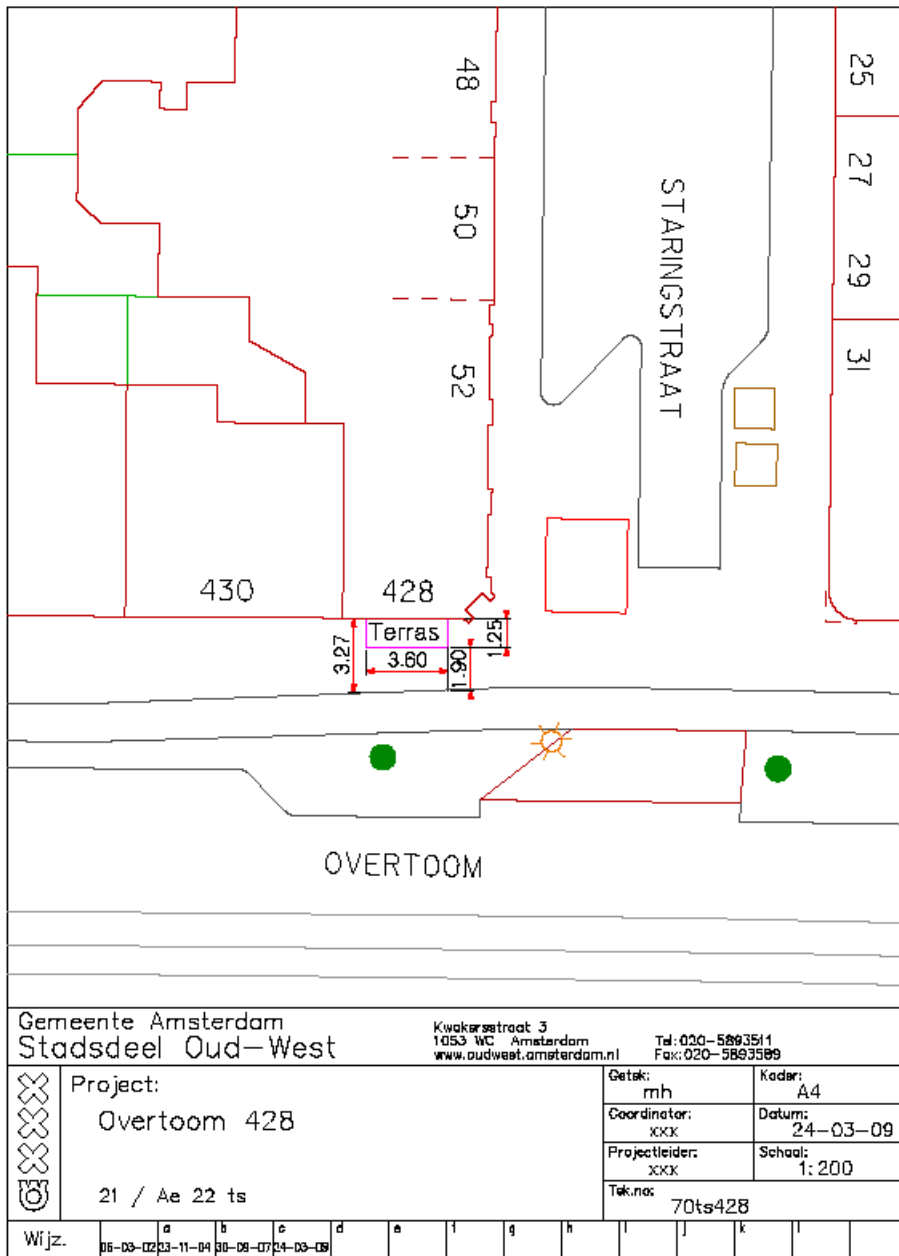 48
25
27
50
STARINGSTRAAT
29
52
31
430
428
Terras
3.27
3.60
1.90
1.25
OVERTOOM
Gemeente Amsterdam
Stadsdeel Oud-West
Kwakersstraat 3
1053 WC Amsterdam
www.oudwest.amsterdam.nl
Tel: 020-5893511
Fax: 020-5893589
Project:
Overtoom 428
21 / Ae 22 ts
Getek:
mh
Kader:
A4
Coordinator:
xxx
Datum:
24-03-09
Projectleider:
xxx
Schaal:
1:200
Tek.no:
70ts428
Wijz.
a b c d e f g h i j k l
06-03-02 23-11-04 30-09-07 24-03-09